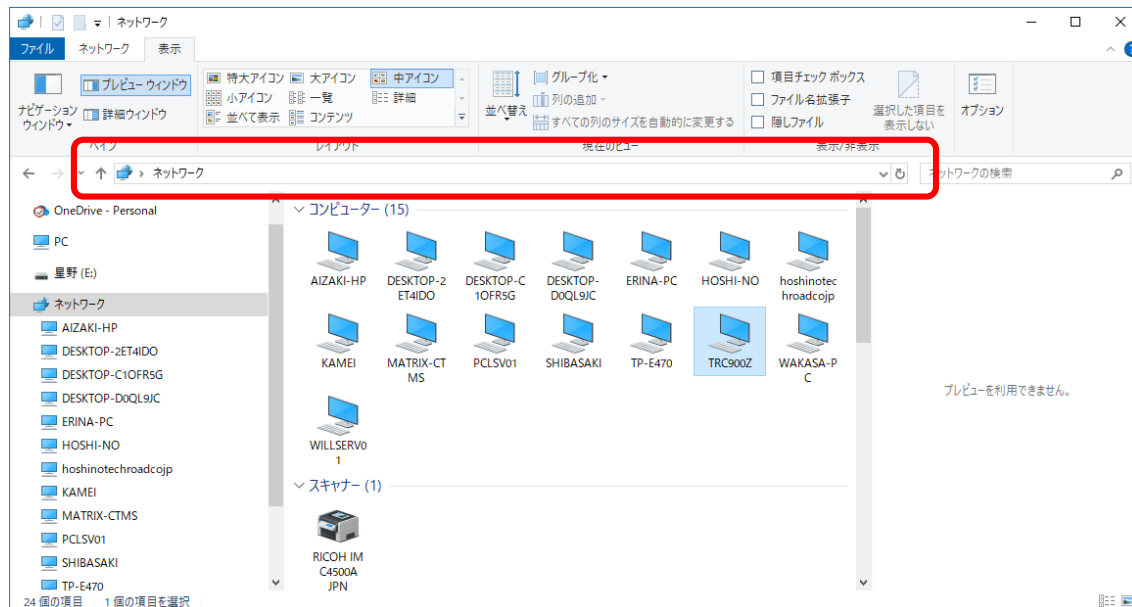 ネットワーク
ファイル ネットワーク 表示
ナビゲーション ウィンドウ
プレビュー ウィンドウ
詳細ウィンドウ
特大アイコン 大アイコン 中アイコン
小アイコン 一覧 詳細
並べて表示 コンテンツ
並べ替え
グループ化
列の追加
すべての列のサイズを自動的に変更する
項目チェック ボックス
ファイル名拡張子
隠しファイル
選択した項目を
表示しない
オプション
ペイン レイアウト 現在のビュー 表示/非表示
ネットワーク
ネットワークの検索
OneDrive - Personal
PC
星野 (E:)
ネットワーク
AIZAKI-HP
DESKTOP-2ET4IDO
DESKTOP-C1OFR5G
DESKTOP-D0QL9JC
ERINA-PC
HOSHI-NO
hoshinotechroadcojp
KAMEI
MATRIX-CTMS
PCLSV01
SHIBASAKI
TP-E470
コンピューター (15)
AIZAKI-HP
DESKTOP-2
ET4IDO
DESKTOP-C
1OFR5G
DESKTOP-
D0QL9JC
ERINA-PC
HOSHI-NO
hoshinotec
hroadcojp
KAMEI
MATRIX-CT
MS
PCLSV01
SHIBASAKI
TP-E470
TRC900Z
WAKASA-P
C
WILLSERV0
1
スキャナー (1)
RICOH IM
C4500A
JPN
プレビューを利用できません。
24 個の項目 1 個の項目を選択